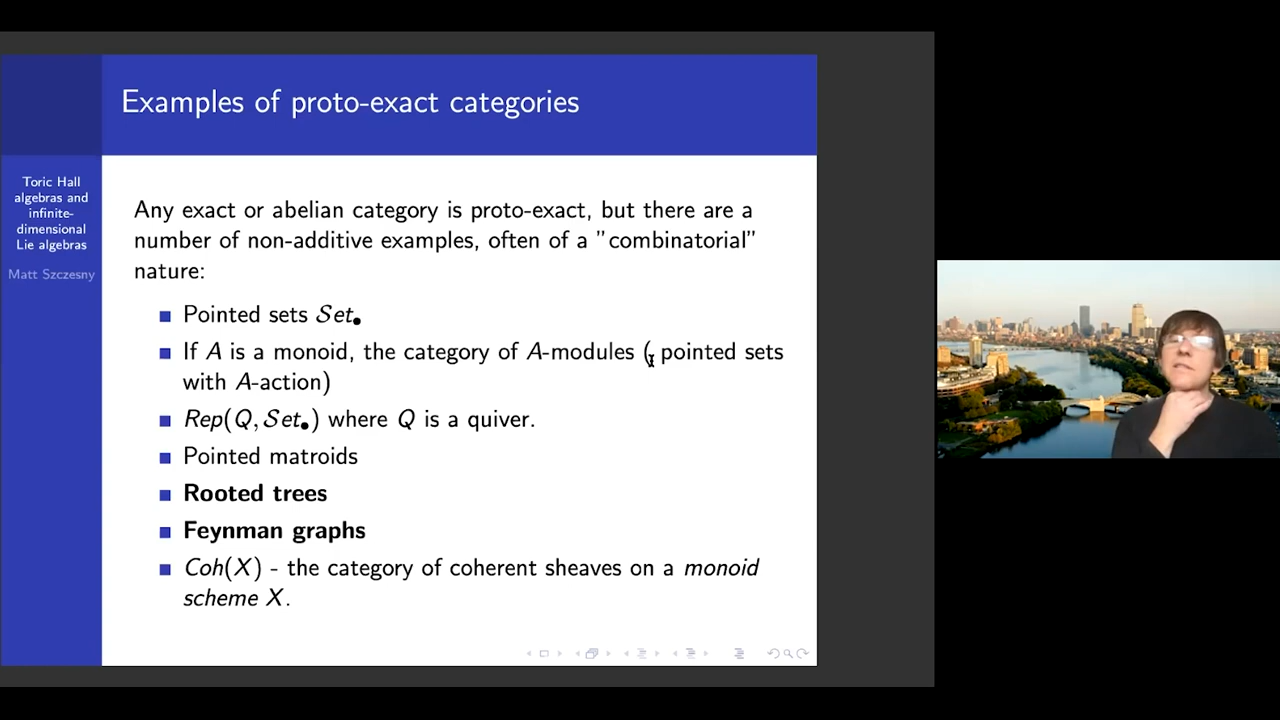 Examples of proto-exact categories
Toric Hall
algebras and
infinite-
dimensional
Lie algebras
Matt Szczesny
Any exact or abelian category is proto-exact, but there are a
number of non-additive examples, often of a ”combinatorial”
nature:
Pointed sets Set•
If A is a monoid, the category of A-modules ( pointed sets
with A-action)
Rep(Q, Set•) where Q is a quiver.
Pointed matroids
Rooted trees
Feynman graphs
Coh(X) - the category of coherent sheaves on a monoid
scheme X.